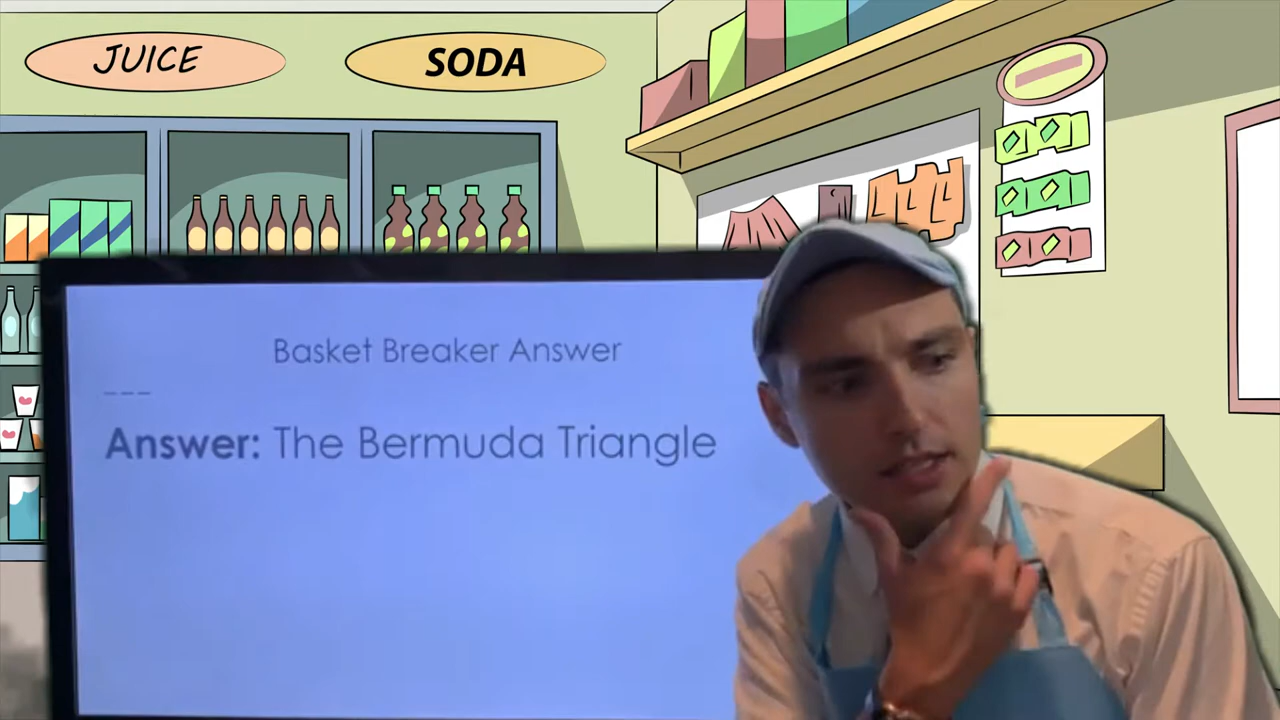 JUICE
SODA
Basket Breaker Answer
---
Answer: The Bermuda Triangle